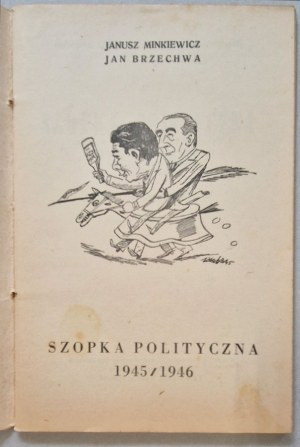 JANUSZ MINKIEWICZ
JAN BRZECHWA
SZOPKA POLITYCZNA
1945/1946